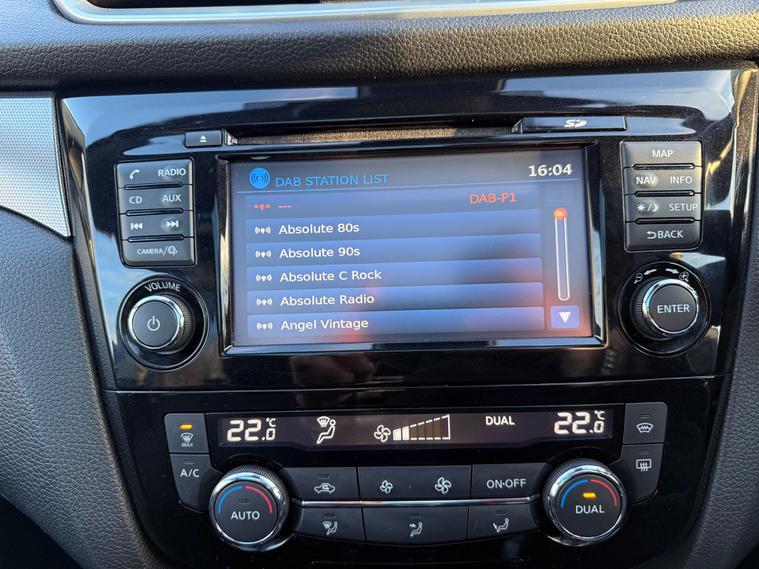 SD
RADIO
CD AUX
CAMERA/
VOLUME
DAB STATION LIST 16:04
--- DAB-P1
Absolute 80s
Absolute 90s
Absolute C Rock
Absolute Radio
Angel Vintage
MAP
NAV INFO
SETUP
BACK
ENTER
22.0°C DUAL 22.0°C
MAX
A/C
AUTO
ON·OFF
DUAL